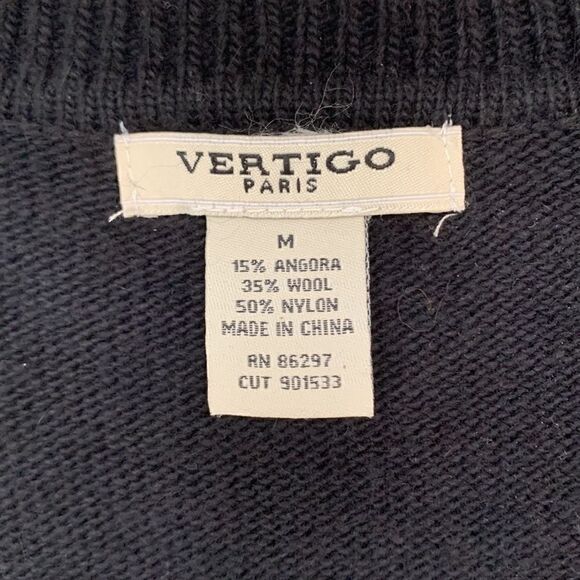 VERTIGO
PARIS
M
15% ANGORA
35% WOOL
50% NYLON
MADE IN CHINA
RN 86297
CUT 901533